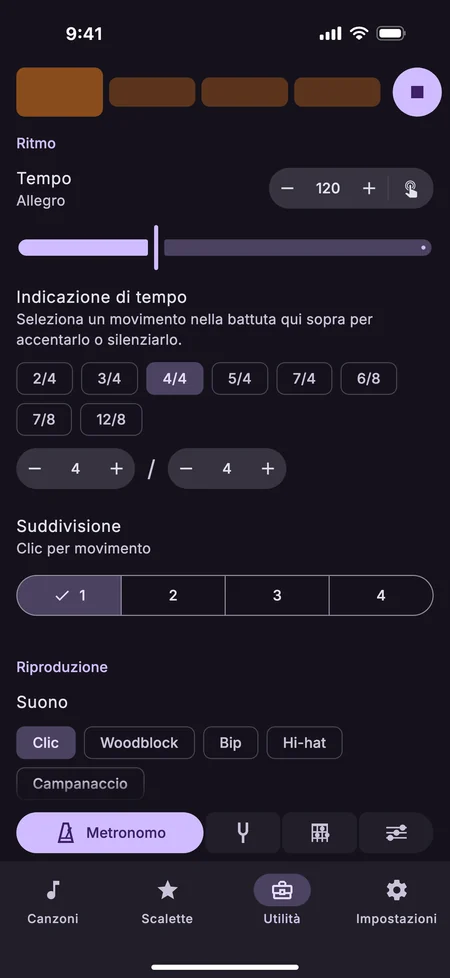 9:41
Ritmo
Tempo
Allegro
120
Indicazione di tempo
Seleziona un movimento nella battuta qui sopra per
accentarlo o silenziarlo.
2/4 3/4 4/4 5/4 7/4 6/8
7/8 12/8
4 / 4
Suddivisione
Clic per movimento
1 2 3 4
Riproduzione
Suono
Clic Woodblock Bip Hi-hat
Campanaccio
Metronomo
Canzoni Scalette Utilità Impostazioni